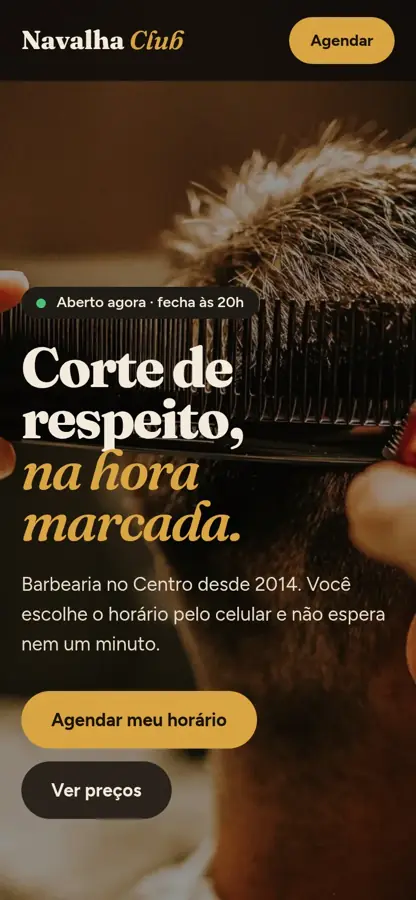 Navalha Club
Agendar
Aberto agora · fecha às 20h
Corte de
respeito,
na hora
marcada.
Barbearia no Centro desde 2014. Você
escolhe o horário pelo celular e não espera
nem um minuto.
Agendar meu horário
Ver preços